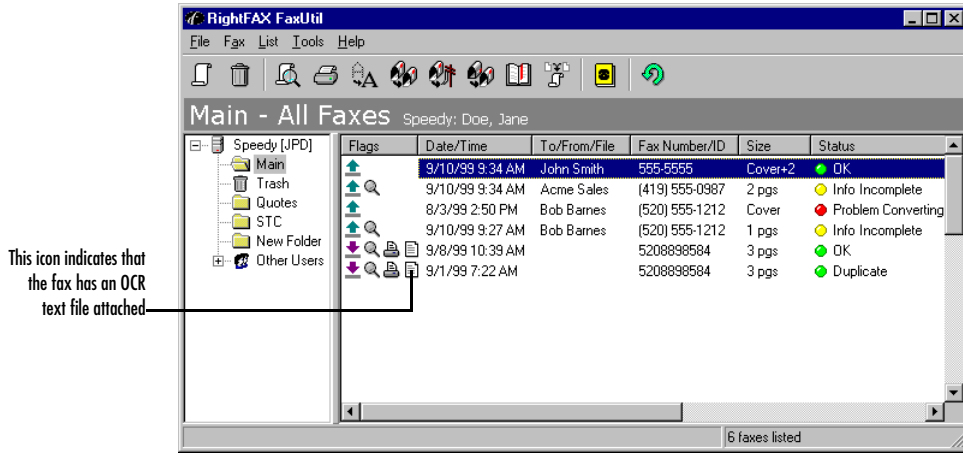 RightFAX FaxUtil
File Fax List Tools Help
A
Main - All Faxes Speedy: Doe, Jane
Speedy [JPD]
Main
Trash
Quotes
STC
New Folder
Other Users
Flags Date/Time To/From/File Fax Number/ID Size Status
9/10/99 9:34 AM John Smith 555-5555 Cover+2 OK
9/10/99 9:34 AM Acme Sales (419) 555-0987 2 pgs Info Incomplete
8/3/99 2:50 PM Bob Barnes (520) 555-1212 Cover Problem Converting
9/10/99 9:27 AM Bob Barnes (520) 555-1212 1 pgs Info Incomplete
9/8/99 10:39 AM 5208898584 3 pgs OK
9/1/99 7:22 AM 5208898584 3 pgs Duplicate
This icon indicates that
the fax has an OCR
text file attached
6 faxes listed